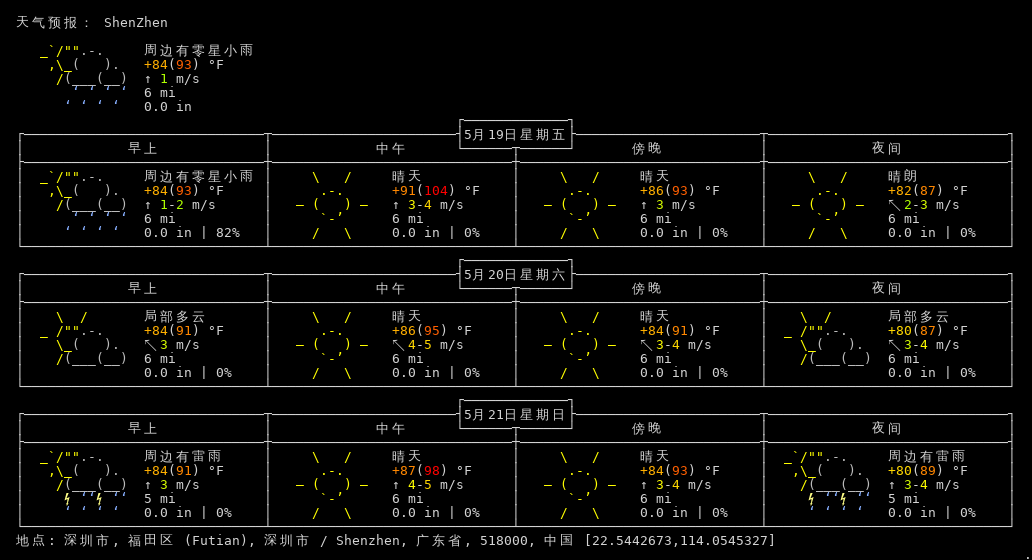 天气预报： ShenZhen
周边有零星小雨
+84(93) °F
↑ 1 m/s
6 mi
0.0 in
5月19日星期五
早上 中午 傍晚 夜间
周边有零星小雨 晴天 晴天 晴朗
+84(93) °F +91(104) °F +86(93) °F +82(87) °F
↑ 1-2 m/s ↑ 3-4 m/s ↑ 3 m/s ↖ 2-3 m/s
6 mi 6 mi 6 mi 6 mi
0.0 in | 82% 0.0 in | 0% 0.0 in | 0% 0.0 in | 0%
5月20日星期六
早上 中午 傍晚 夜间
局部多云 晴天 晴天 局部多云
+84(91) °F +86(95) °F +84(91) °F +80(87) °F
↖ 3 m/s ↖ 4-5 m/s ↖ 3-4 m/s ↖ 3-4 m/s
6 mi 6 mi 6 mi 6 mi
0.0 in | 0% 0.0 in | 0% 0.0 in | 0% 0.0 in | 0%
5月21日星期日
早上 中午 傍晚 夜间
周边有雷雨 晴天 晴天 周边有雷雨
+84(91) °F +87(98) °F +84(93) °F +80(89) °F
↑ 3 m/s ↑ 4-5 m/s ↑ 3-4 m/s ↑ 3-4 m/s
5 mi 6 mi 6 mi 5 mi
0.0 in | 0% 0.0 in | 0% 0.0 in | 0% 0.0 in | 0%
地点: 深圳市, 福田区 (Futian), 深圳市 / Shenzhen, 广东省, 518000, 中国 [22.5442673,114.0545327]